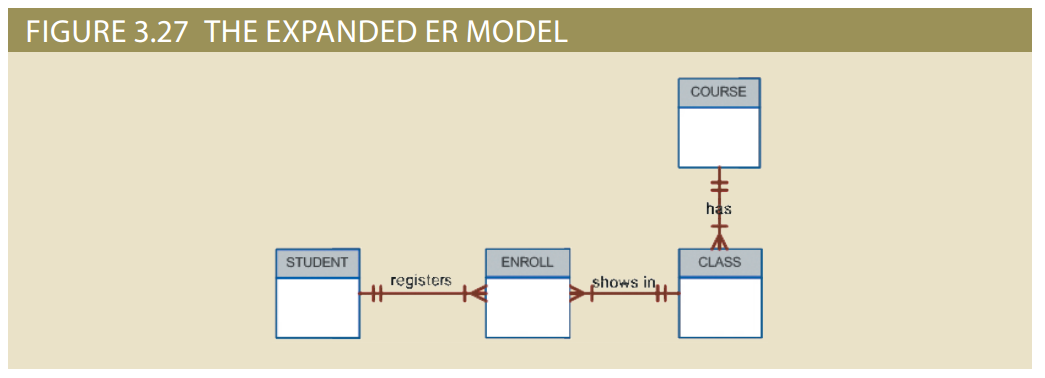 FIGURE 3.27 THE EXPANDED ER MODEL
COURSE
has
STUDENT
registers
ENROLL
shows in
CLASS